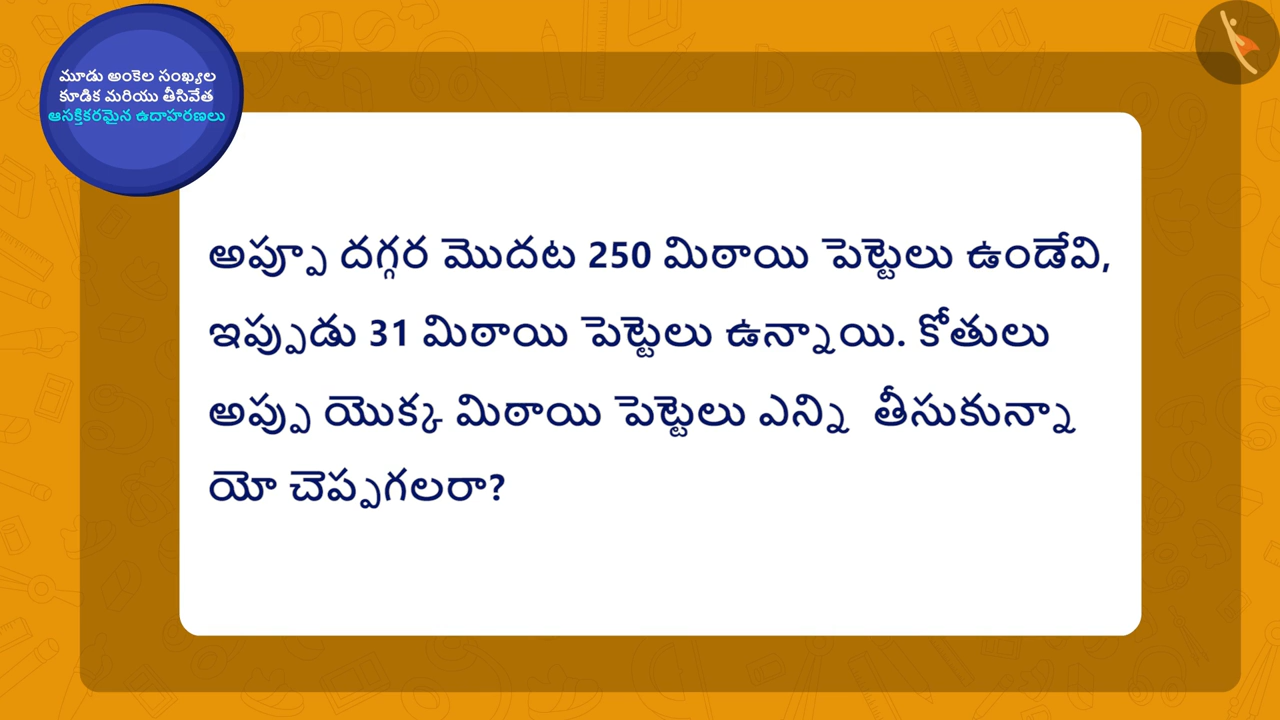 మూడు అంకెల సంఖ్యల
కూడిక మరియు తీసివేత
ఆసక్తికరమైన ఉదాహరణలు
అప్పూ దగ్గర మొదట 250 మిఠాయి పెట్టెలు ఉండేవి,
ఇప్పుడు 31 మిఠాయి పెట్టెలు ఉన్నాయి. కోతులు
అప్పు యొక్క మిఠాయి పెట్టెలు ఎన్ని తీసుకున్నా
యో చెప్పగలరా?